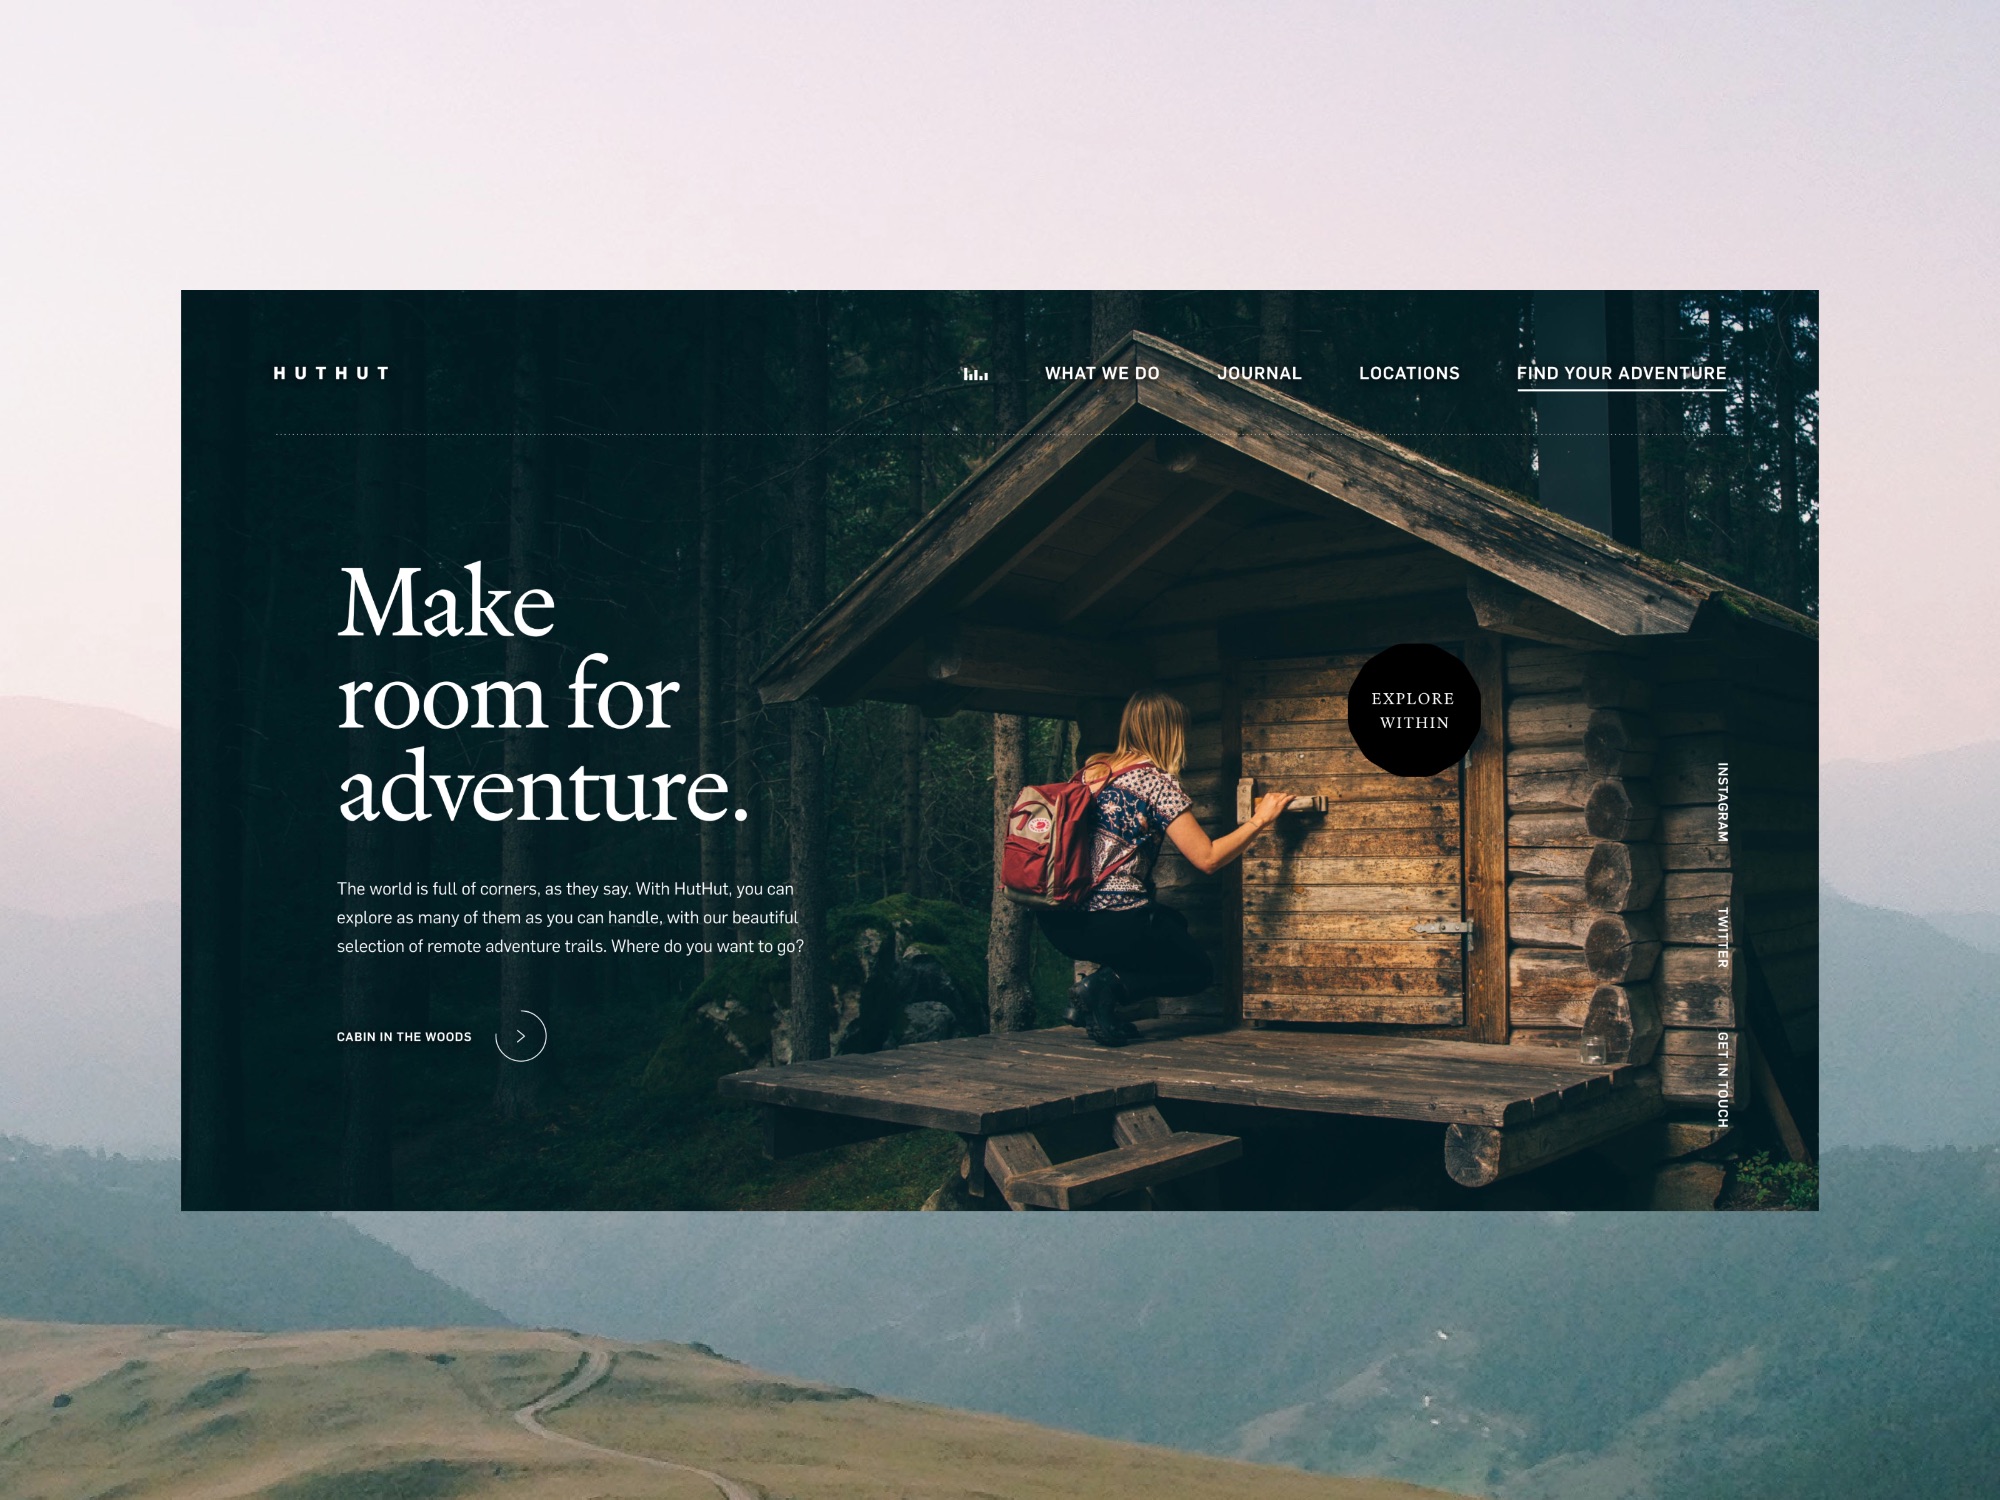 HUTHUT
WHAT WE DO
JOURNAL
LOCATIONS
FIND YOUR ADVENTURE
Make
room for
adventure.
The world is full of corners, as they say. With HutHut, you can
explore as many of them as you can handle, with our beautiful
selection of remote adventure trails. Where do you want to go?
CABIN IN THE WOODS
EXPLORE
WITHIN
INSTAGRAM
TWITTER
GET IN TOUCH